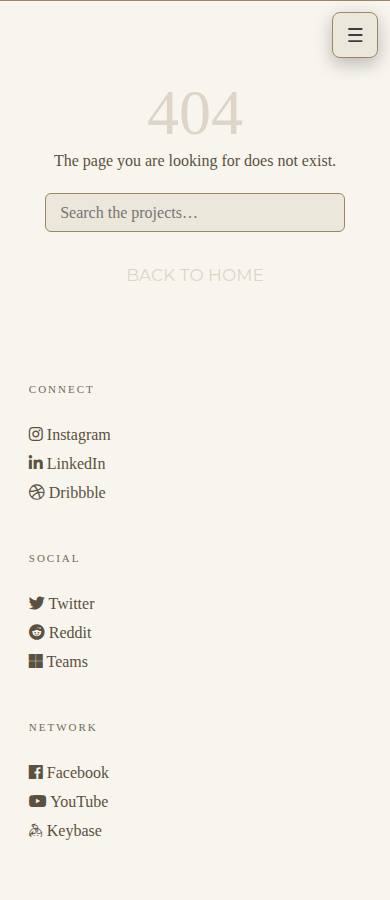 404
The page you are looking for does not exist.
Search the projects…
BACK TO HOME
CONNECT
Instagram
LinkedIn
Dribbble
SOCIAL
Twitter
Reddit
Teams
NETWORK
Facebook
YouTube
Keybase